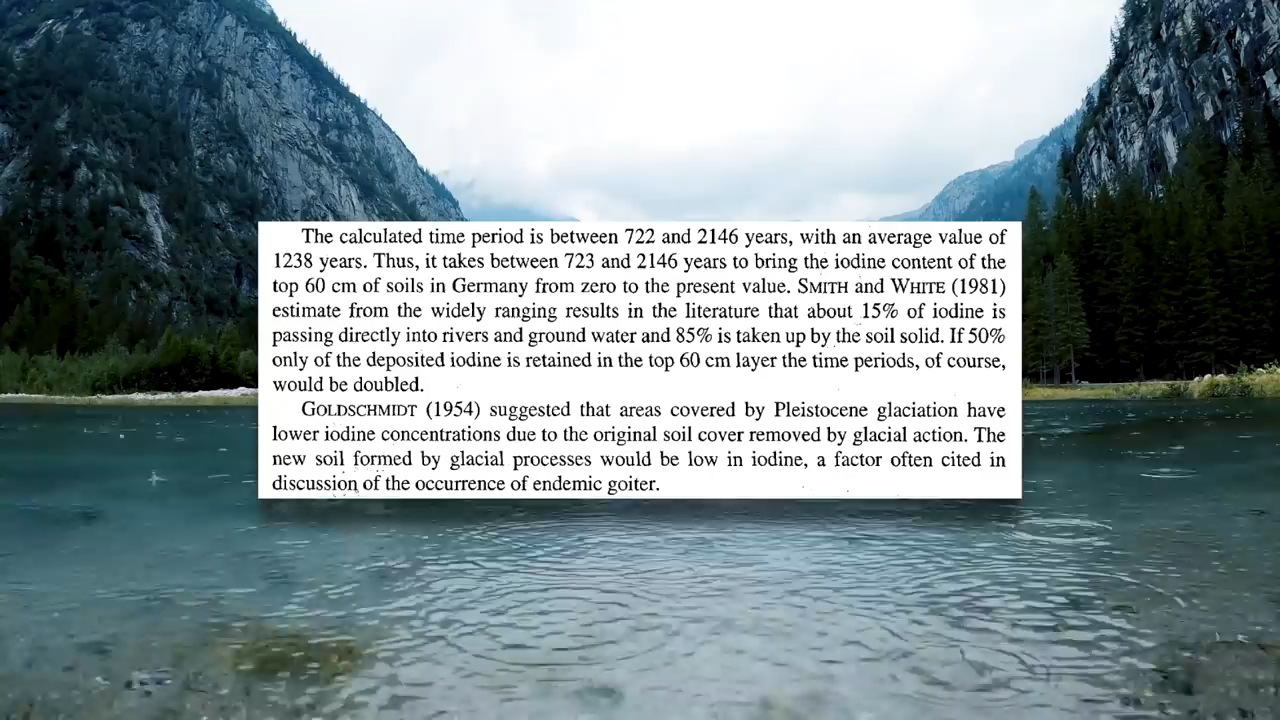 The calculated time period is between 722 and 2146 years, with an average value of
1238 years. Thus, it takes between 723 and 2146 years to bring the iodine content of the
top 60 cm of soils in Germany from zero to the present value. SMITH and WHITE (1981)
estimate from the widely ranging results in the literature that about 15% of iodine is
passing directly into rivers and ground water and 85% is taken up by the soil solid. If 50%
only of the deposited iodine is retained in the top 60 cm layer the time periods, of course,
would be doubled.
GOLDSCHMIDT (1954) suggested that areas covered by Pleistocene glaciation have
lower iodine concentrations due to the original soil cover removed by glacial action. The
new soil formed by glacial processes would be low in iodine, a factor often cited in
discussion of the occurrence of endemic goiter.